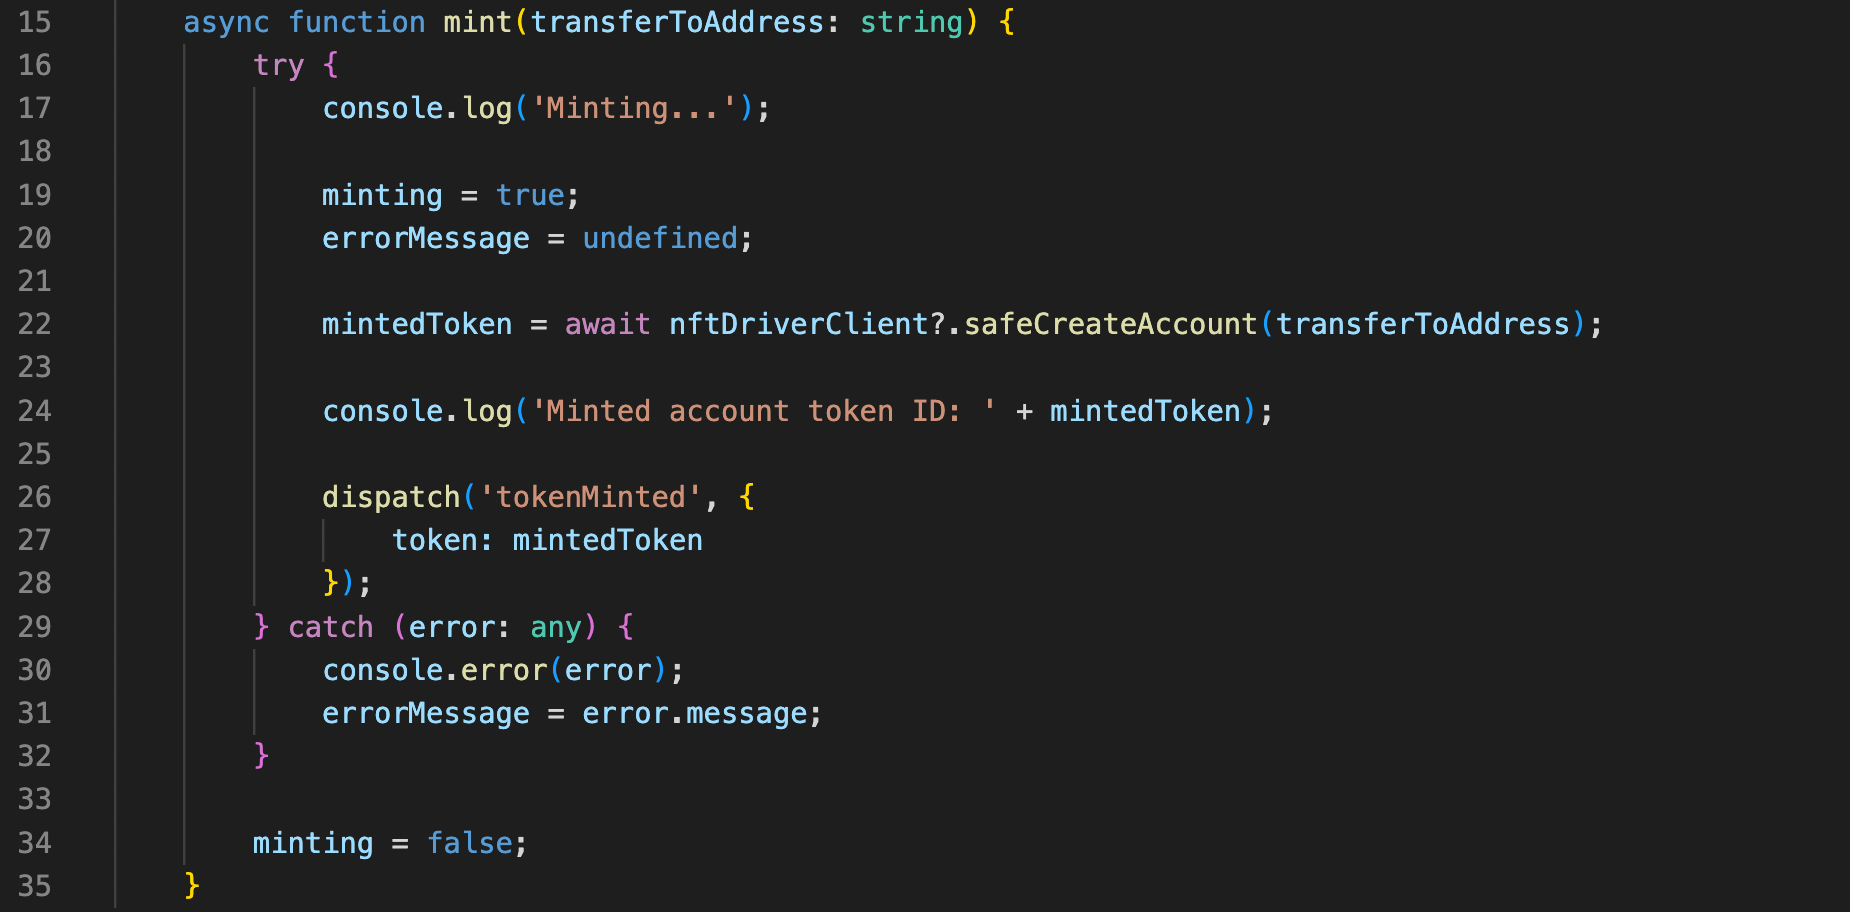 15 async function mint(transferToAddress: string) {
16 try {
17 console.log('Minting...');
18
19 minting = true;
20 errorMessage = undefined;
21
22 mintedToken = await nftDriverClient?.safeCreateAccount(transferToAddress);
23
24 console.log('Minted account token ID: ' + mintedToken);
25
26 dispatch('tokenMinted', {
27 token: mintedToken
28 });
29 } catch (error: any) {
30 console.error(error);
31 errorMessage = error.message;
32 }
33
34 minting = false;
35 }